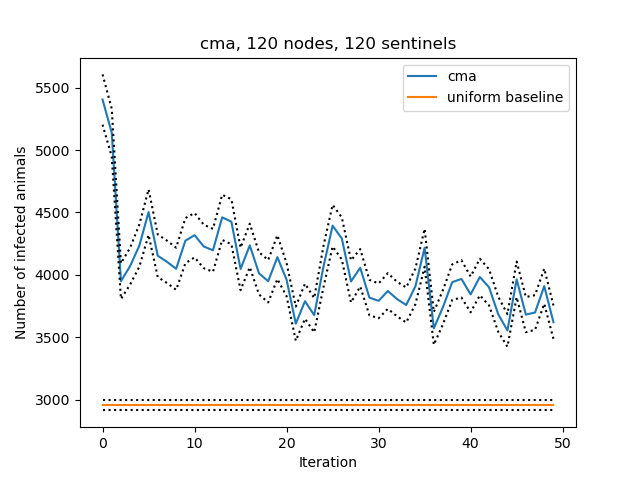 cma, 120 nodes, 120 sentinels
cma
uniform baseline
Number of infected animals
5500
5000
4500
4000
3500
3000
0 10 20 30 40 50
Iteration